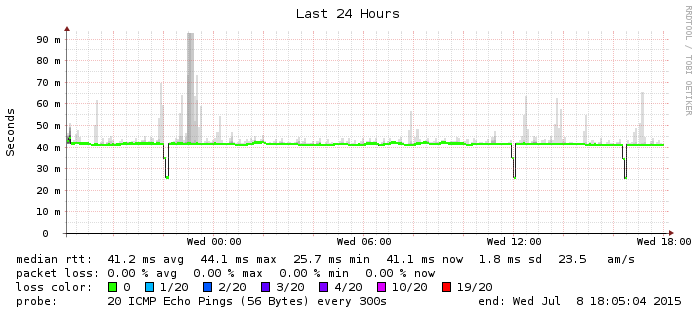 Last 24 Hours
RRDTOOL / TOBI OETIKER
Seconds
90 m
80 m
70 m
60 m
50 m
40 m
30 m
20 m
10 m
0
Wed 00:00 Wed 06:00 Wed 12:00 Wed 18:00
median rtt: 41.2 ms avg 44.1 ms max 25.7 ms min 41.1 ms now 1.8 ms sd 23.5 am/s
packet loss: 0.00 % avg 0.00 % max 0.00 % min 0.00 % now
loss color: 0 1/20 2/20 3/20 4/20 10/20 19/20
probe: 20 ICMP Echo Pings (56 Bytes) every 300s end: Wed Jul 8 18:05:04 2015